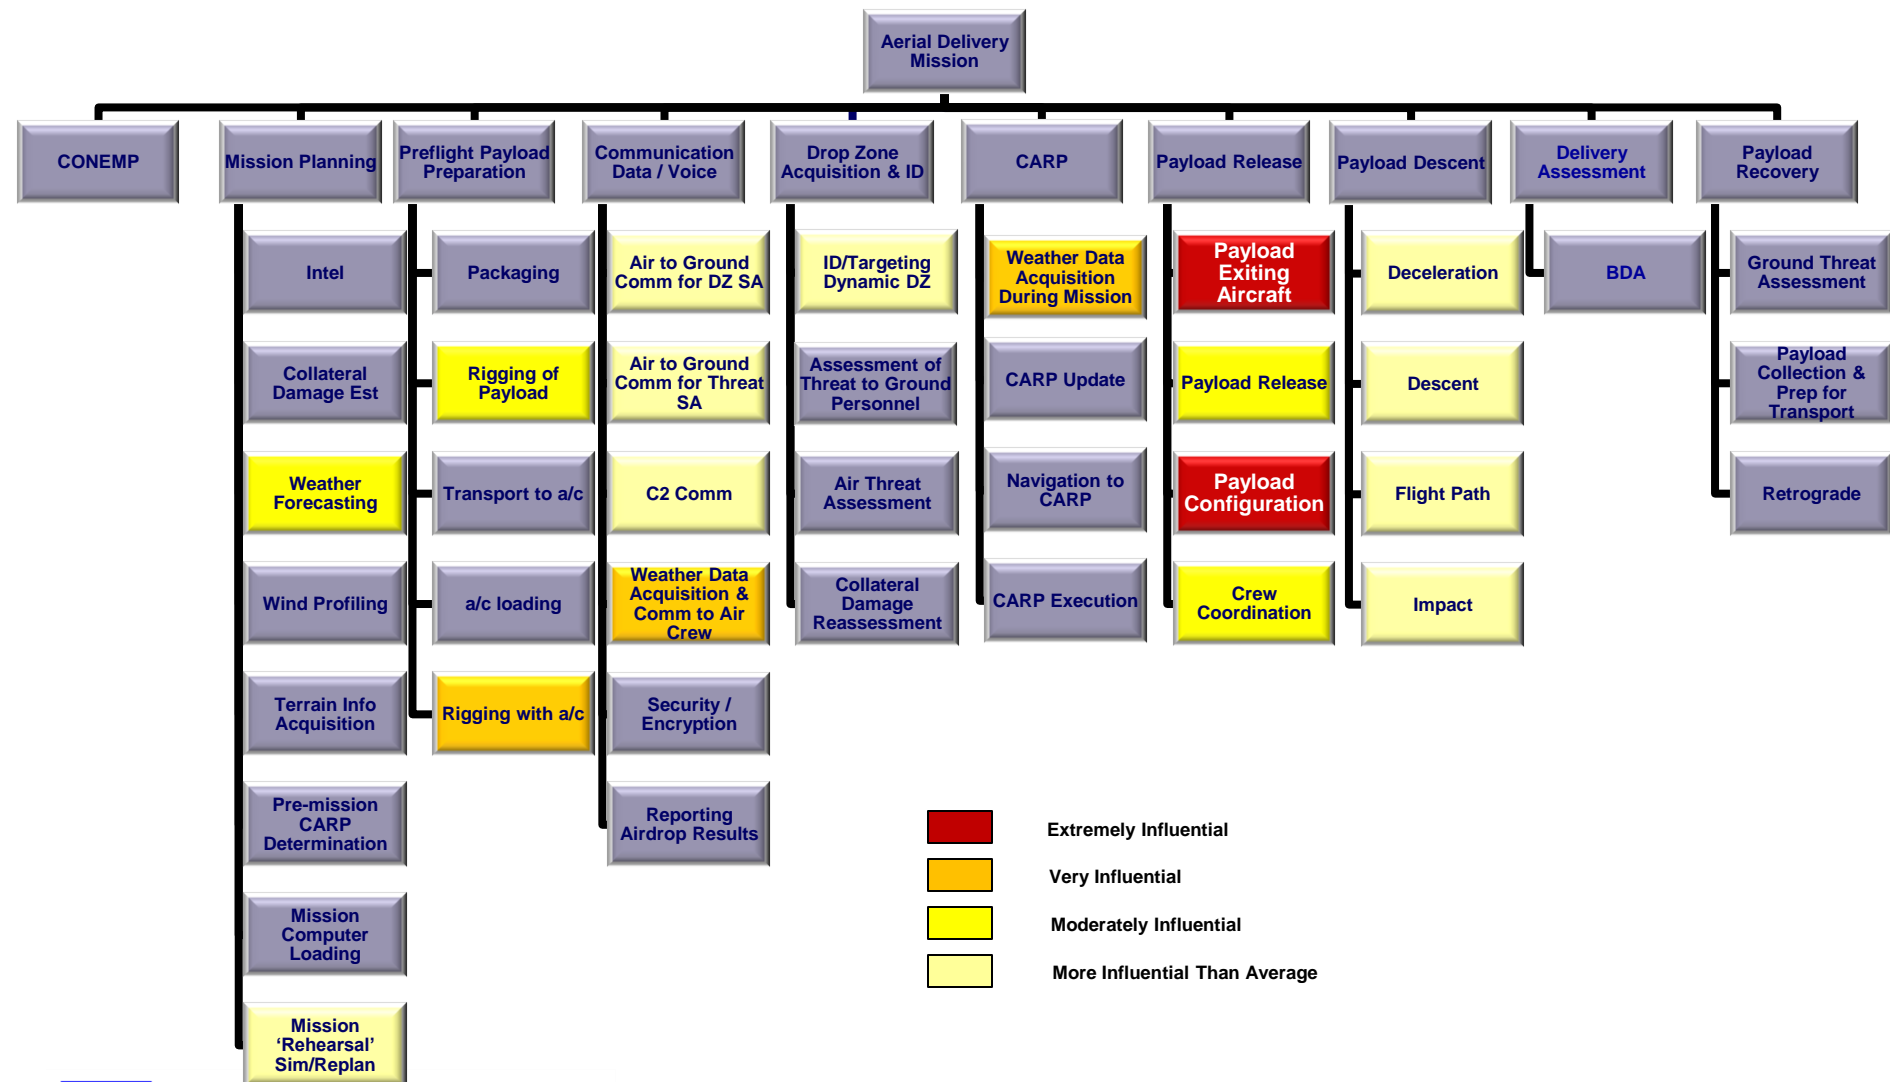 Aerial Delivery
Mission
CONEMP
Mission Planning
Preflight Payload
Preparation
Communication
Data / Voice
Drop Zone
Acquisition & ID
CARP
Payload Release
Payload Descent
Delivery
Assessment
Payload
Recovery
Intel
Collateral
Damage Est
Weather
Forecasting
Wind Profiling
Terrain Info
Acquisition
Pre-mission
CARP
Determination
Mission
Computer
Loading
Mission
‘Rehearsal’
Sim/Replan
Packaging
Rigging of
Payload
Transport to a/c
a/c loading
Rigging with a/c
Air to Ground
Comm for DZ SA
Air to Ground
Comm for Threat
SA
C2 Comm
Weather Data
Acquisition &
Comm to Air
Crew
Security /
Encryption
Reporting
Airdrop Results
ID/Targeting
Dynamic DZ
Assessment of
Threat to Ground
Personnel
Air Threat
Assessment
Collateral
Damage
Reassessment
Weather Data
Acquisition
During Mission
CARP Update
Navigation to
CARP
CARP Execution
Payload
Exiting
Aircraft
Payload Release
Payload
Configuration
Crew
Coordination
Deceleration
Descent
Flight Path
Impact
BDA
Ground Threat
Assessment
Payload
Collection &
Prep for
Transport
Retrograde
Extremely Influential
Very Influential
Moderately Influential
More Influential Than Average